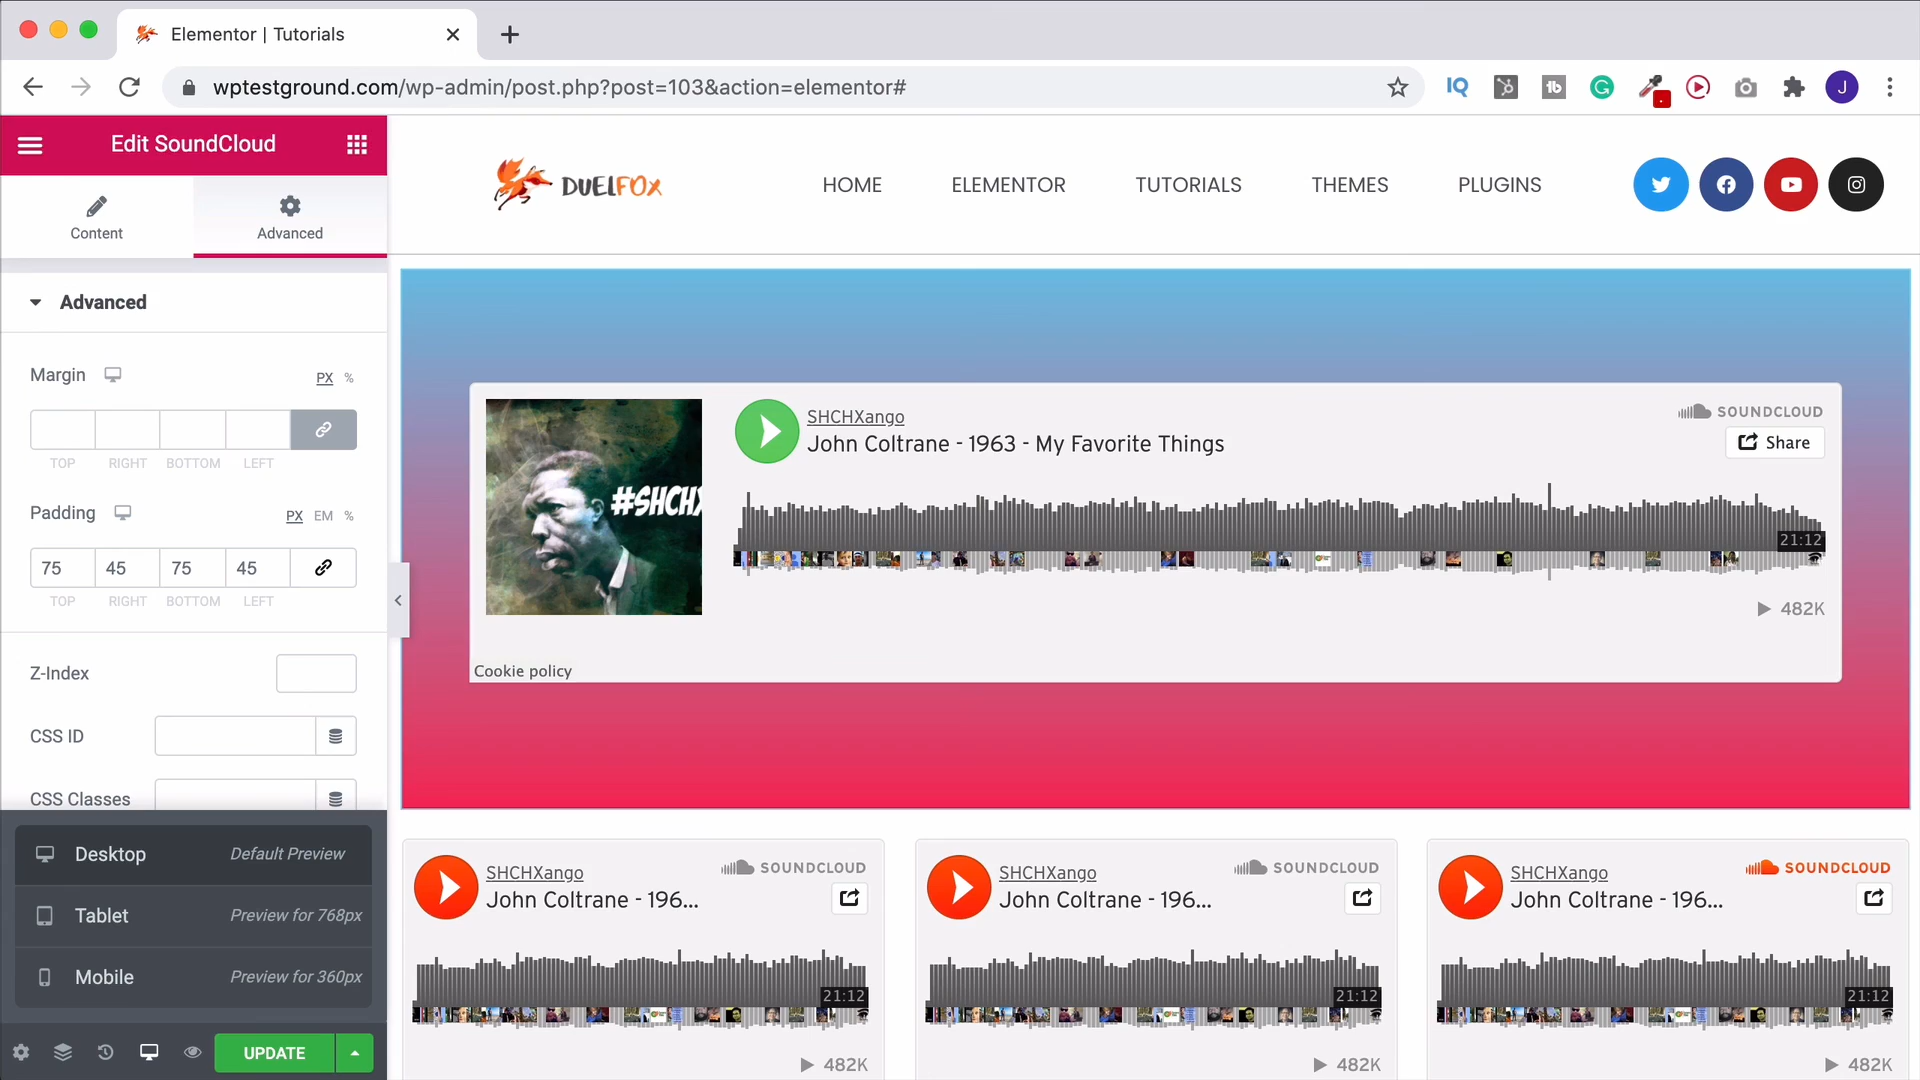 Elementor | Tutorials
wptestground.com/wp-admin/post.php?post=103&action=elementor#
IQ
tb
G
J
Edit SoundCloud
Content
Advanced
Advanced
Margin
PX %
TOP RIGHT BOTTOM LEFT
Padding
PX EM %
75 45 75 45
TOP RIGHT BOTTOM LEFT
Z-Index
CSS ID
CSS Classes
Desktop Default Preview
Tablet Preview for 768px
Mobile Preview for 360px
UPDATE
DUELFOX
HOME ELEMENTOR TUTORIALS THEMES PLUGINS
#SHCHX
SHCHXango
John Coltrane - 1963 - My Favorite Things
SOUNDCLOUD
Share
21:12
482K
Cookie policy
SHCHXango
John Coltrane - 196...
SOUNDCLOUD
21:12
482K
SHCHXango
John Coltrane - 196...
SOUNDCLOUD
21:12
482K
SHCHXango
John Coltrane - 196...
SOUNDCLOUD
21:12
482K